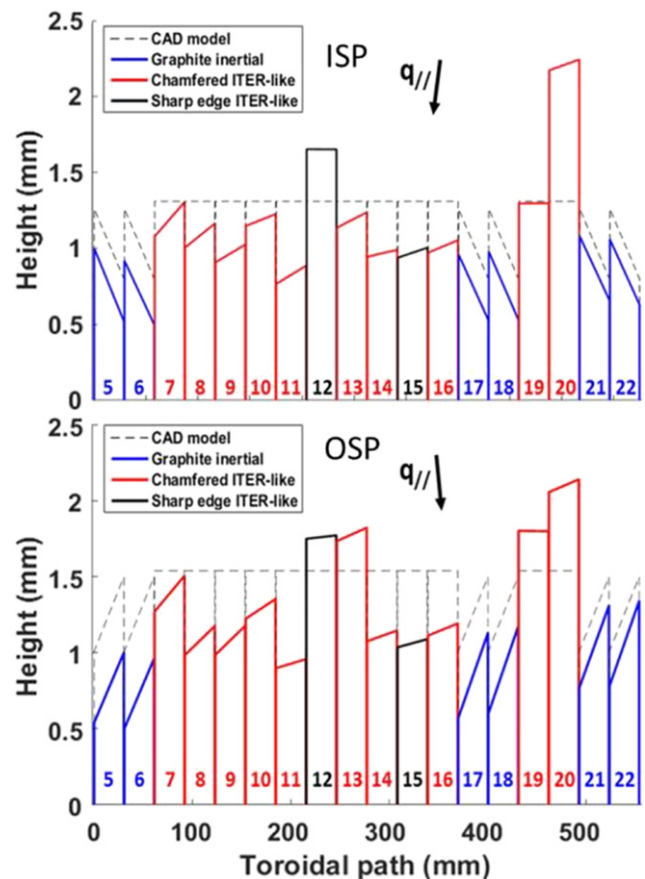 2.5
2
1.5
1
0.5
0
Height (mm)
CAD model
Graphite inertial
Chamfered ITER-like
Sharp edge ITER-like
ISP
q//
5 6 7 8 9 10 11 12 13 14 15 16 17 18 19 20 21 22
2.5
2
1.5
1
0.5
0
Height (mm)
CAD model
Graphite inertial
Chamfered ITER-like
Sharp edge ITER-like
OSP
q//
5 6 7 8 9 10 11 12 13 14 15 16 17 18 19 20 21 22
0 100 200 300 400 500
Toroidal path (mm)